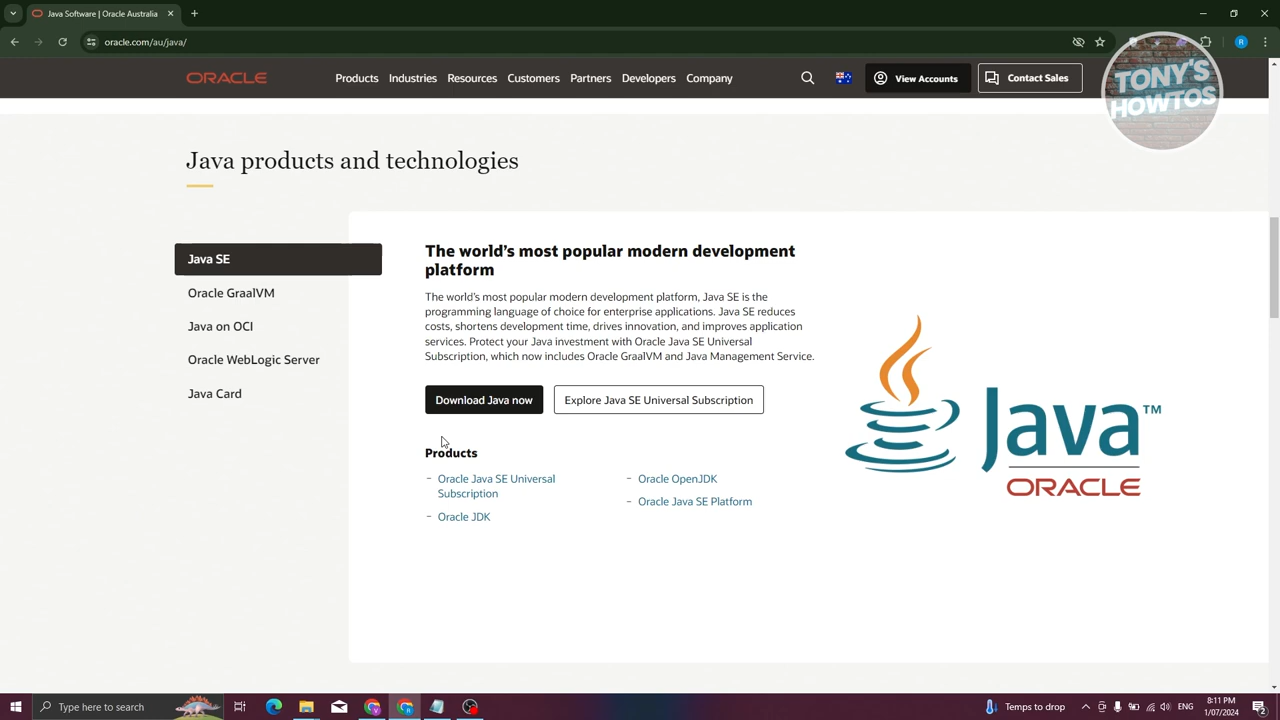 Java Software | Oracle Australia
oracle.com/au/java/
R
ORACLE
Products
Industries
Resources
Customers
Partners
Developers
Company
View Accounts
Contact Sales
TONY'S
HOWTOS
Java products and technologies
Java SE
Oracle GraalVM
Java on OCI
Oracle WebLogic Server
Java Card
The world's most popular modern development
platform
The world's most popular modern development platform, Java SE is the
programming language of choice for enterprise applications. Java SE reduces
costs, shortens development time, drives innovation, and improves application
services. Protect your Java investment with Oracle Java SE Universal
Subscription, which now includes Oracle GraalVM and Java Management Service.
Download Java now
Explore Java SE Universal Subscription
Products
- Oracle Java SE Universal
Subscription
- Oracle JDK
- Oracle OpenJDK
- Oracle Java SE Platform
Java™
ORACLE
Type here to search
Temps to drop
8:11 PM
1/07/2024
2